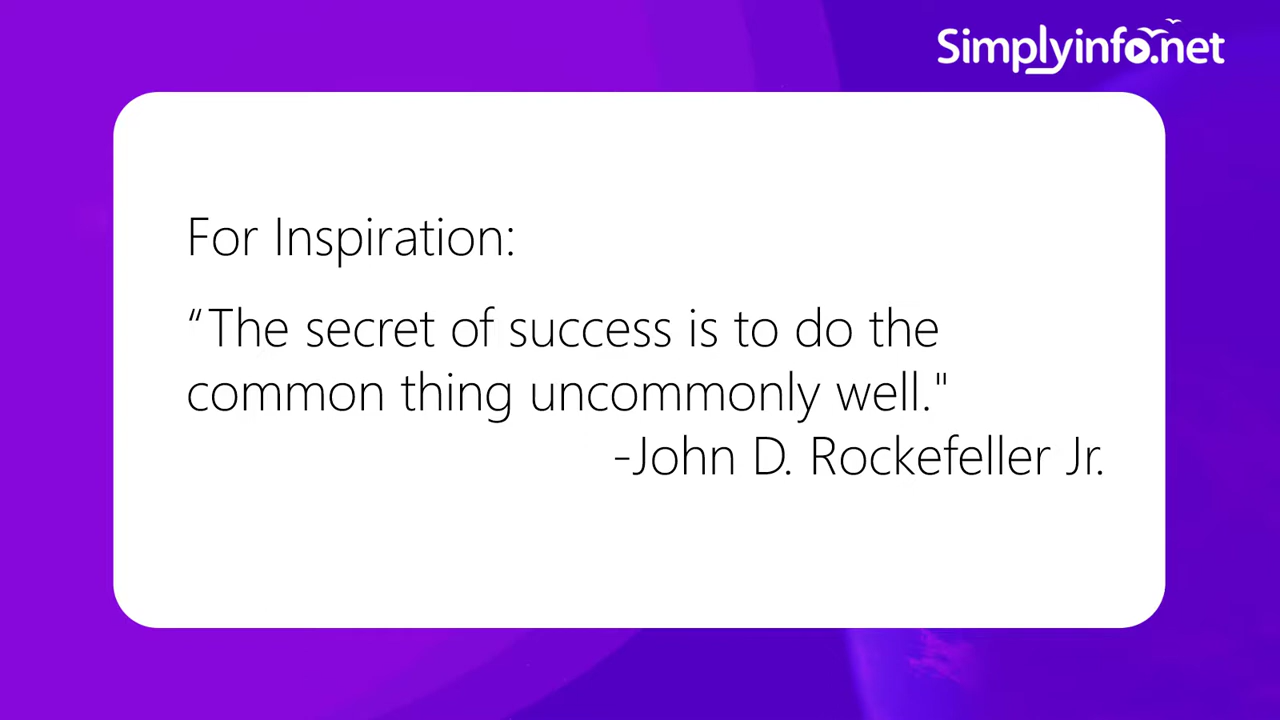 Simplyinfo.net
For Inspiration:
“The secret of success is to do the
common thing uncommonly well."
-John D. Rockefeller Jr.